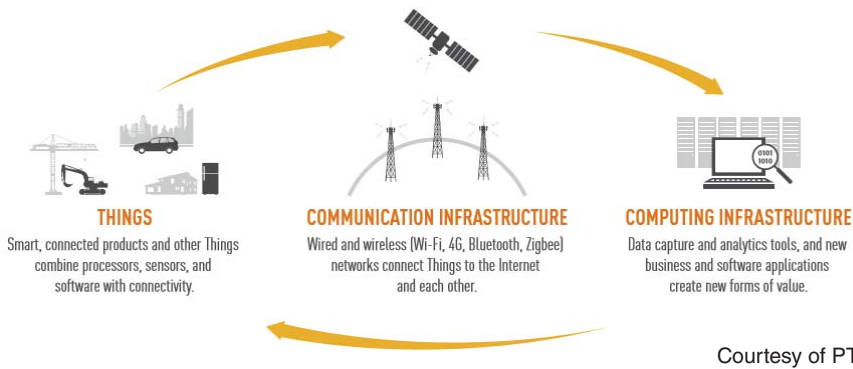 0101
1010
THINGS
Smart, connected products and other Things
combine processors, sensors, and
software with connectivity.
COMMUNICATION INFRASTRUCTURE
Wired and wireless (Wi-Fi, 4G, Bluetooth, Zigbee)
networks connect Things to the Internet
and each other.
COMPUTING INFRASTRUCTURE
Data capture and analytics tools, and new
business and software applications
create new forms of value.
Courtesy of PT